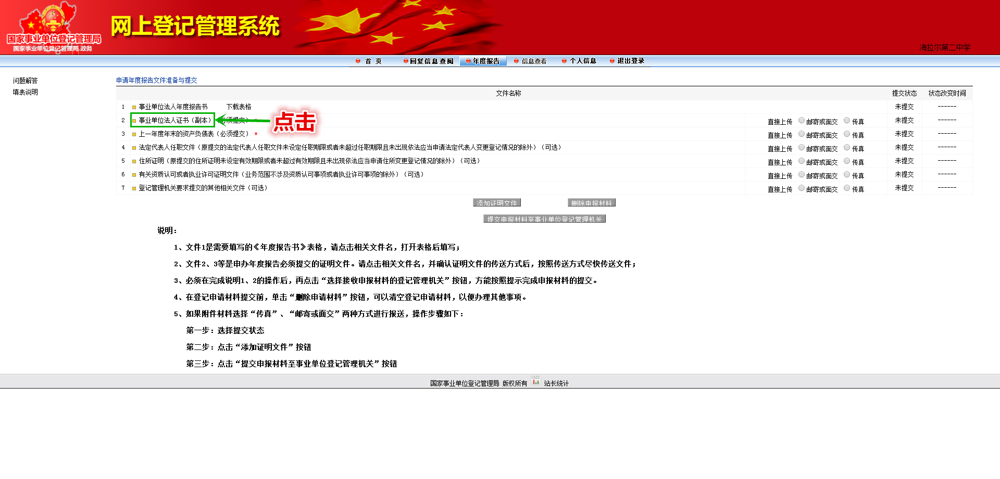 国家事业单位登记管理局
国家事业单位登记管理局.政务
网上登记管理系统
海拉尔第二中学
首 页 回复信息查阅 年度报告 信息查看 个人信息 退出登录
问题解答
填表说明
申请年度报告文件准备与提交
文件名称 提交状态 状态改变时间
1 事业单位法人年度报告书 下载表格 未提交 ------
2 事业单位法人证书（副本）（必须提交） * 直接上传 邮寄或面交 传真 未提交 ------
点击
3 上一年度年末的资产负债表（必须提交） * 直接上传 邮寄或面交 传真 未提交 ------
4 法定代表人任职文件（原提交的法定代表人任职文件未设定任职期限或者未超过任职期限且未出现依法应当申请法定代表人变更登记情况的除外）（可选） 直接上传 邮寄或面交 传真 未提交 ------
5 住所证明（原提交的住所证明未设定有效期限或者未超过有效期限且未出现依法应当申请住所变更登记情况的除外）（可选） 直接上传 邮寄或面交 传真 未提交 ------
6 有关资质认可或者执业许可证明文件（业务范围不涉及资质认可事项或者执业许可事项的除外）（可选） 直接上传 邮寄或面交 传真 未提交 ------
7 登记管理机关要求提交的其他相关文件（可选） 直接上传 邮寄或面交 传真 未提交 ------
添加证明文件 删除申报材料
提交申报材料至事业单位登记管理机关
说明：
1、文件1是需要填写的《年度报告书》表格，请点击相关文件名，打开表格后填写；
2、文件2、3等是申办年度报告必须提交的证明文件。请点击相关文件名，并确认证明文件的传送方式后，按照传送方式尽快传送文件；
3、必须在完成说明1、2的操作后，再点击“选择接收申报材料的登记管理机关”按钮，方能按照提示完成申报材料的提交。
4、在登记申请材料提交前，单击“删除申请材料”按钮，可以清空登记申请材料，以便办理其他事项。
5、如果附件材料选择“传真”、“邮寄或面交”两种方式进行报送，操作步骤如下：
第一步：选择提交状态
第二步：点击“添加证明文件”按钮
第三步：点击“提交申报材料至事业单位登记管理机关”按钮
国家事业单位登记管理局 版权所有 CNZZ 站长统计